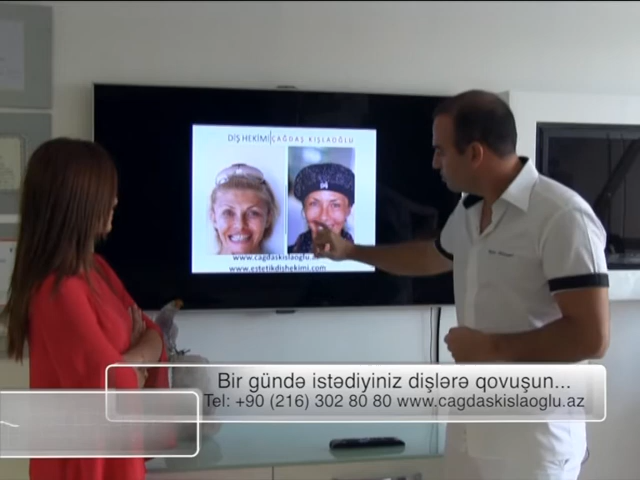 DİŞ HEKİMİ ÇAĞDAŞ KIŞLAOĞLU
www.cagdaskislaoglu.az
www.estetikdishekimi.com
Bir gündə istədiyiniz dişlərə qovuşun...
Tel: +90 (216) 302 80 80 www.cagdaskislaoglu.az